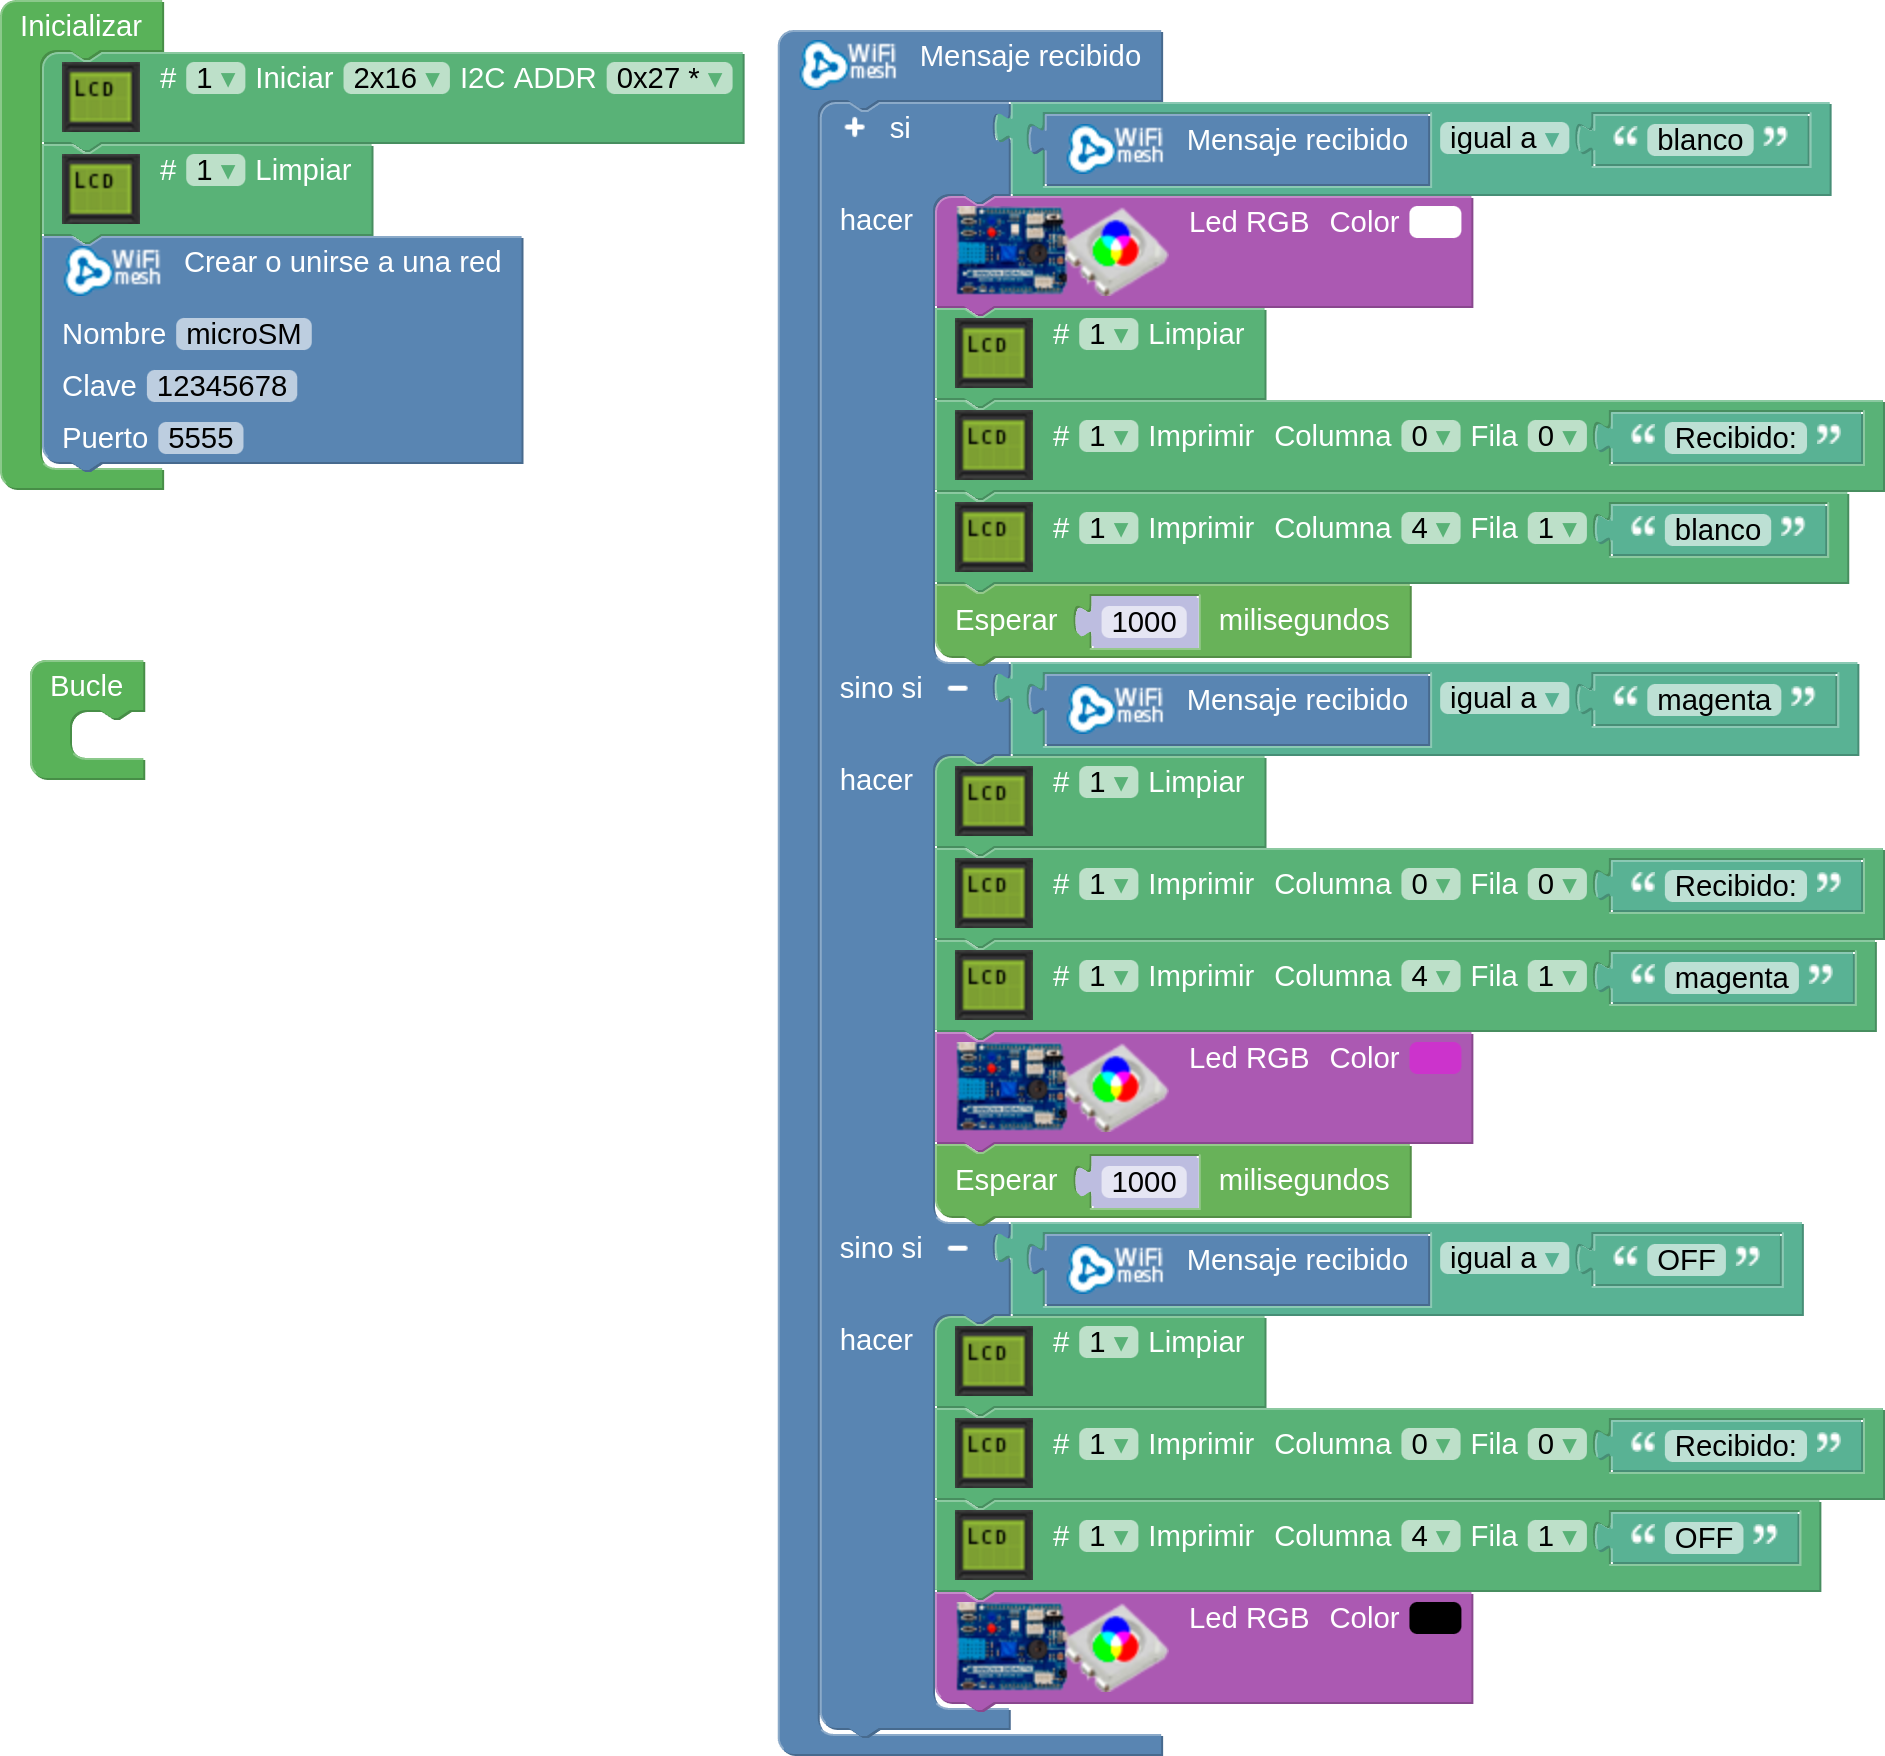 Inicializar
LCD # 1 ▾ Iniciar 2x16 ▾ I2C ADDR 0x27 * ▾
LCD # 1 ▾ Limpiar
WiFi mesh Crear o unirse a una red
Nombre microSM
Clave 12345678
Puerto 5555
Bucle
WiFi mesh Mensaje recibido
si WiFi mesh Mensaje recibido igual a ▾ “ blanco ”
hacer Led RGB Color
LCD # 1 ▾ Limpiar
LCD # 1 ▾ Imprimir Columna 0 ▾ Fila 0 ▾ “ Recibido: ”
LCD # 1 ▾ Imprimir Columna 4 ▾ Fila 1 ▾ “ blanco ”
Esperar 1000 milisegundos
sino si WiFi mesh Mensaje recibido igual a ▾ “ magenta ”
hacer LCD # 1 ▾ Limpiar
LCD # 1 ▾ Imprimir Columna 0 ▾ Fila 0 ▾ “ Recibido: ”
LCD # 1 ▾ Imprimir Columna 4 ▾ Fila 1 ▾ “ magenta ”
Led RGB Color
Esperar 1000 milisegundos
sino si WiFi mesh Mensaje recibido igual a ▾ “ OFF ”
hacer LCD # 1 ▾ Limpiar
LCD # 1 ▾ Imprimir Columna 0 ▾ Fila 0 ▾ “ Recibido: ”
LCD # 1 ▾ Imprimir Columna 4 ▾ Fila 1 ▾ “ OFF ”
Led RGB Color